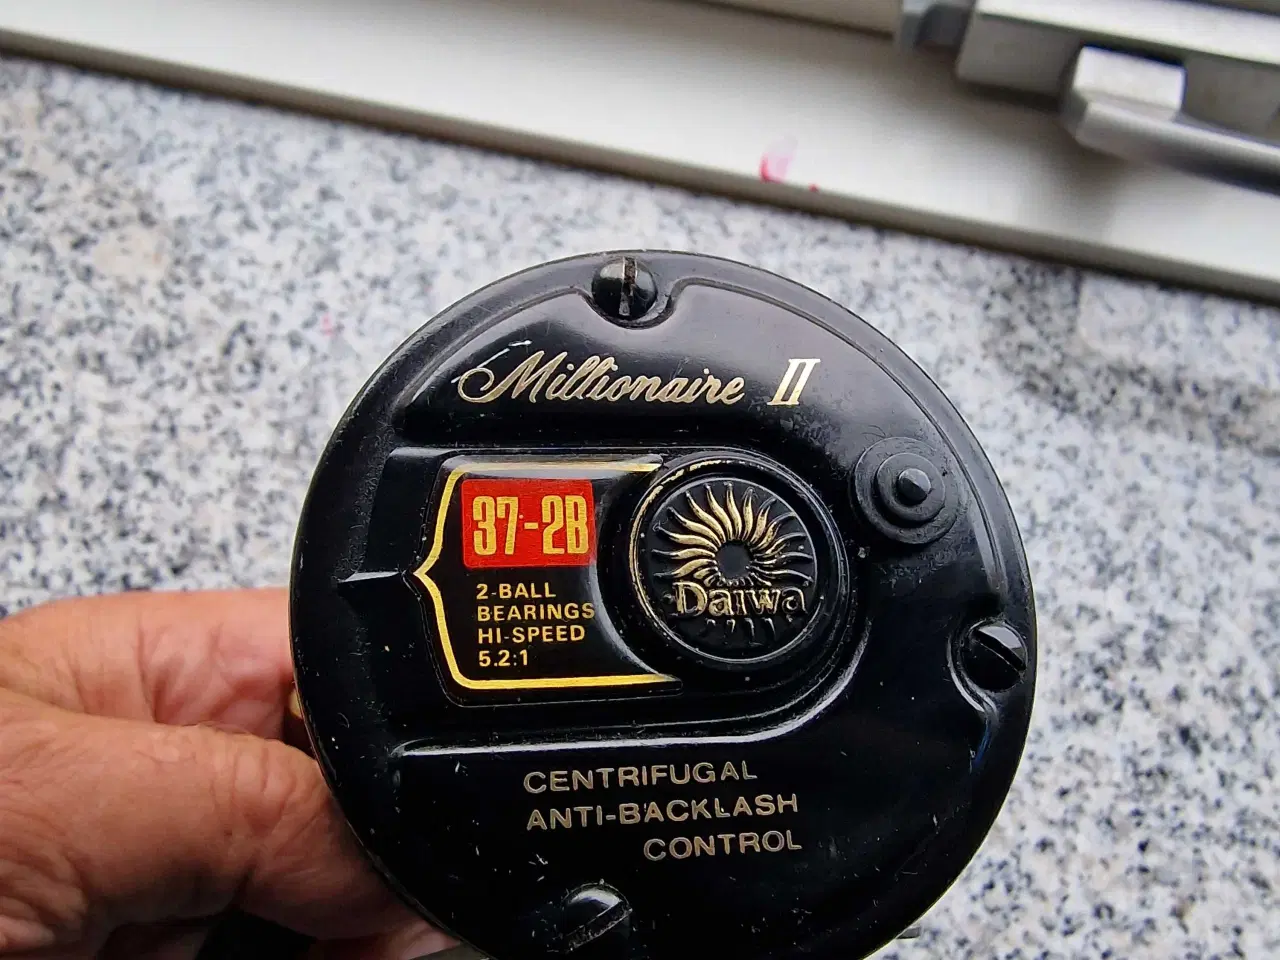 Millionaire II
37-2B
2-BALL
BEARINGS
HI-SPEED
5.2:1
Daiwa
CENTRIFUGAL
ANTI-BACKLASH
CONTROL